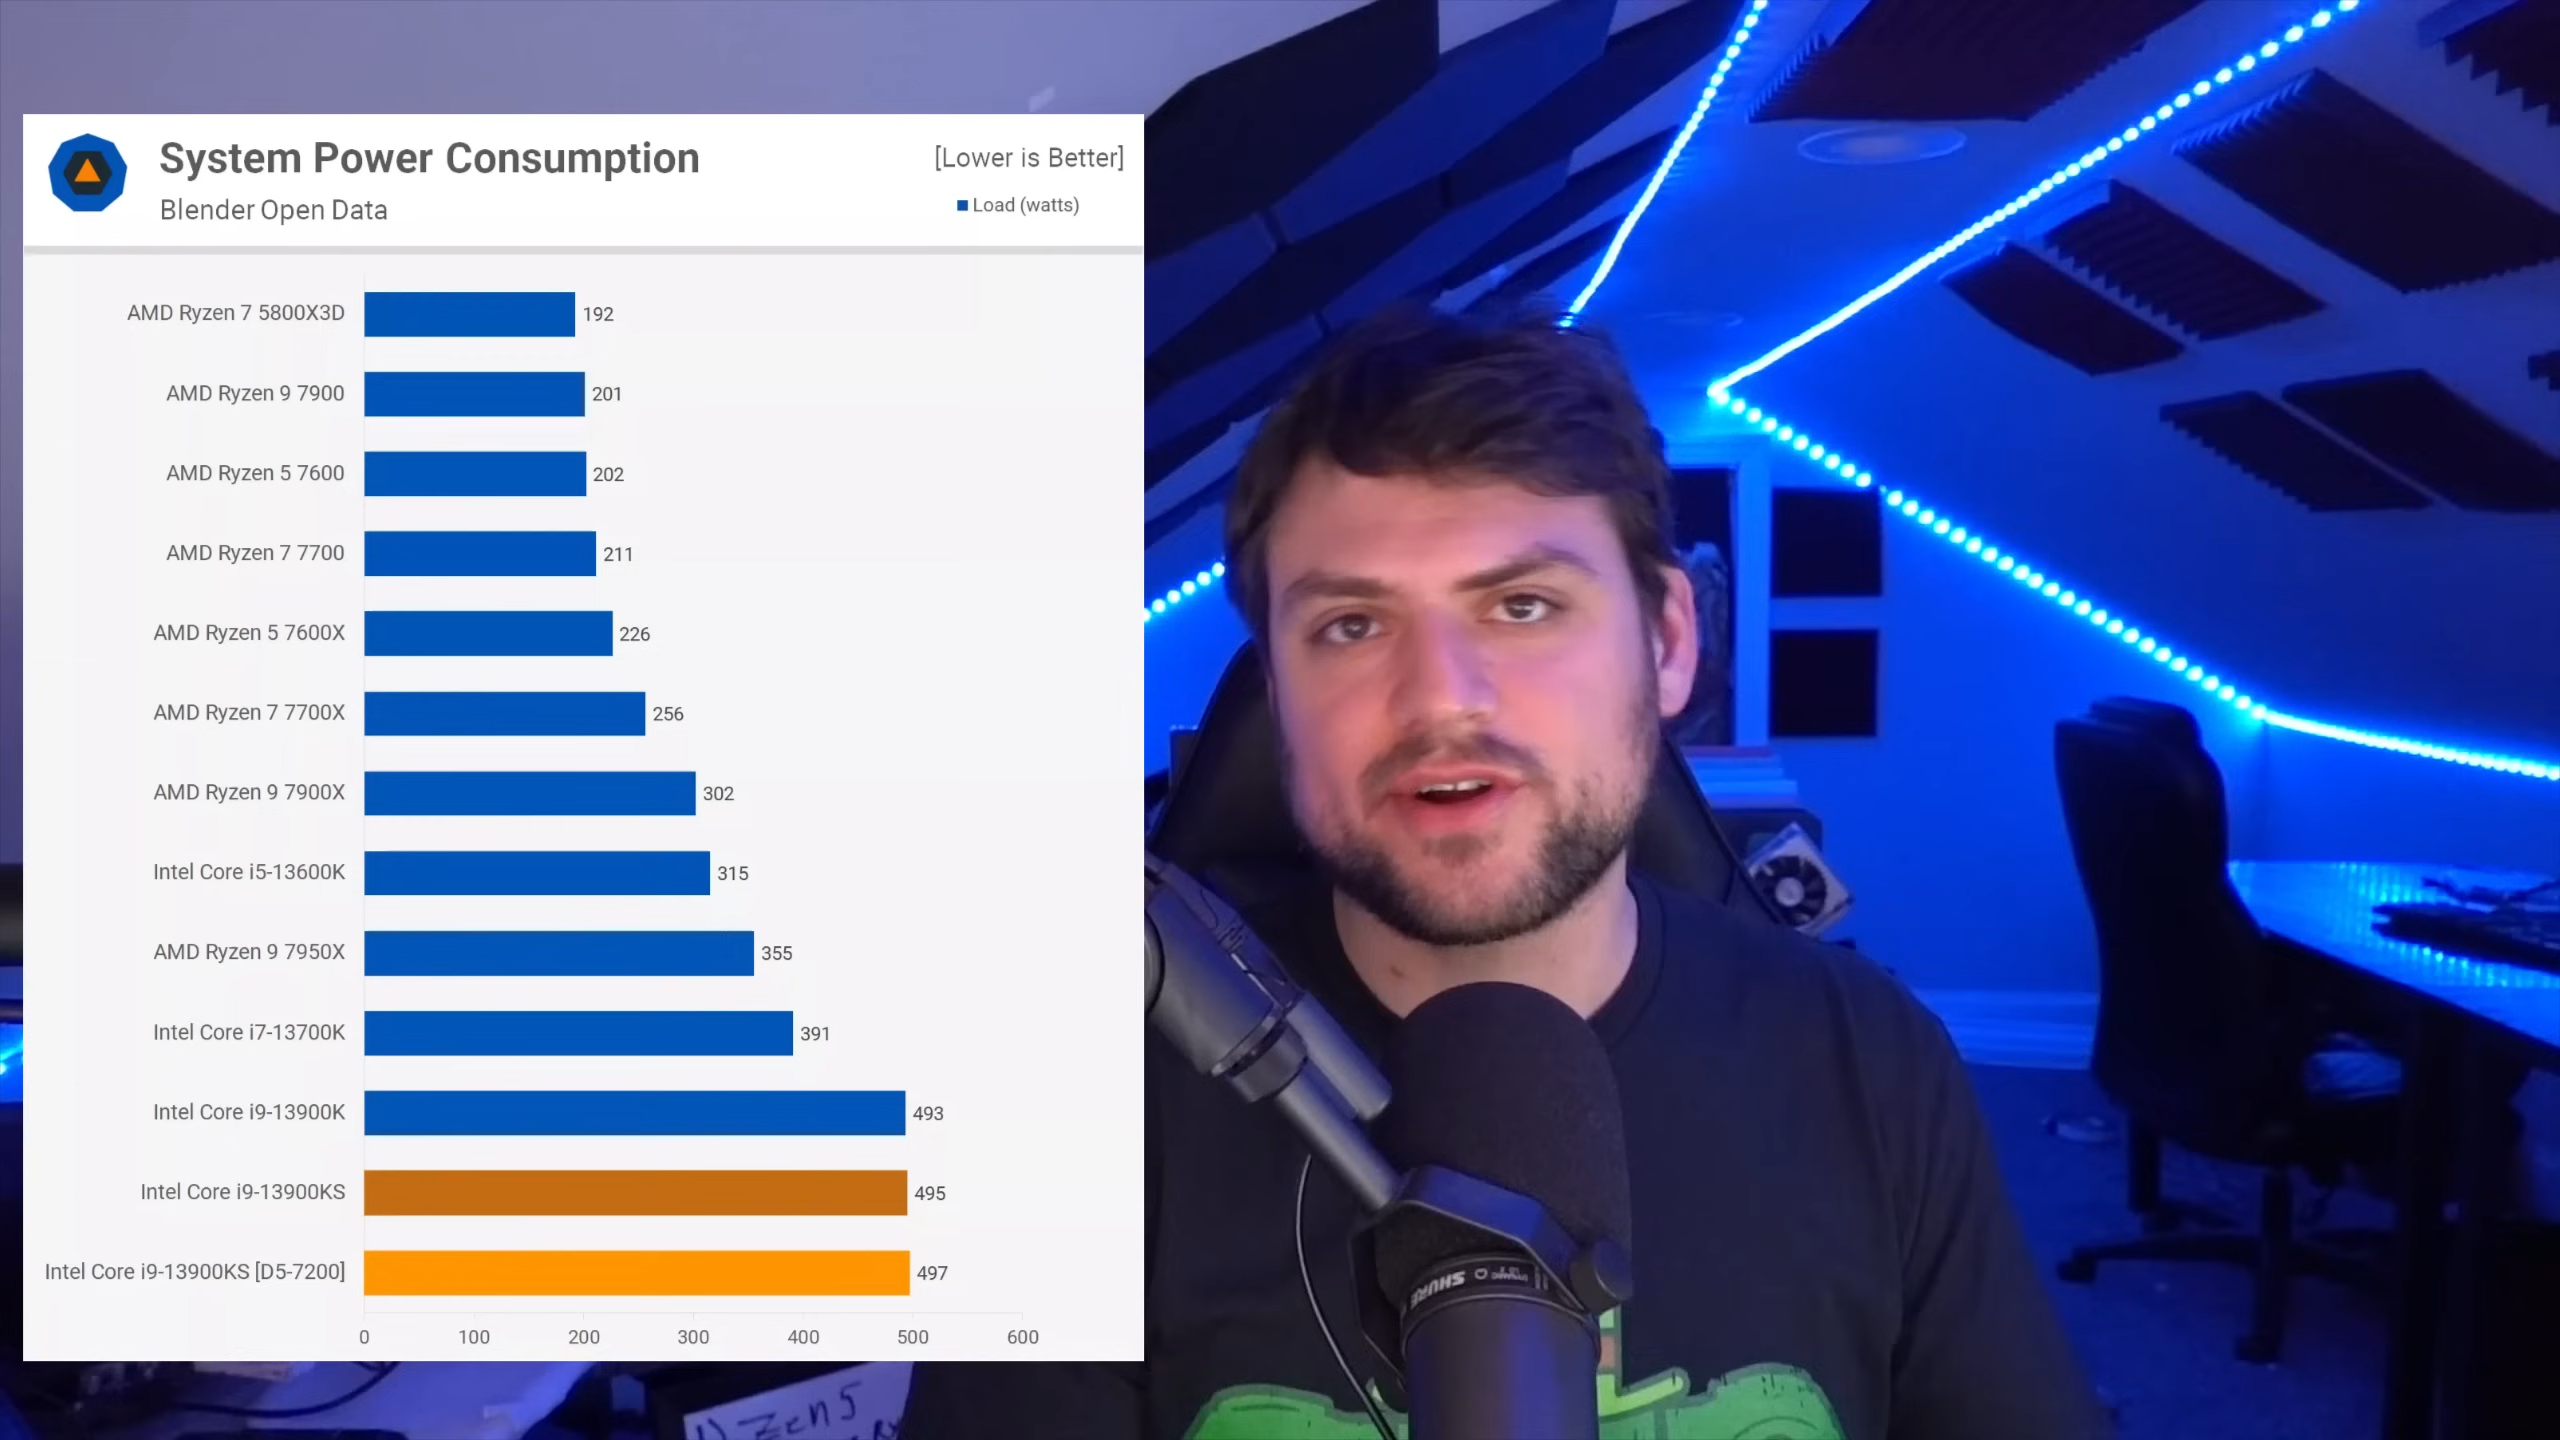 System Power Consumption
[Lower is Better]
Blender Open Data
Load (watts)
AMD Ryzen 7 5800X3D 192
AMD Ryzen 9 7900 201
AMD Ryzen 5 7600 202
AMD Ryzen 7 7700 211
AMD Ryzen 5 7600X 226
AMD Ryzen 7 7700X 256
AMD Ryzen 9 7900X 302
Intel Core i5-13600K 315
AMD Ryzen 9 7950X 355
Intel Core i7-13700K 391
Intel Core i9-13900K 493
Intel Core i9-13900KS 495
Intel Core i9-13900KS [D5-7200] 497
0 100 200 300 400 500 600
SHURE
1) Zen 5